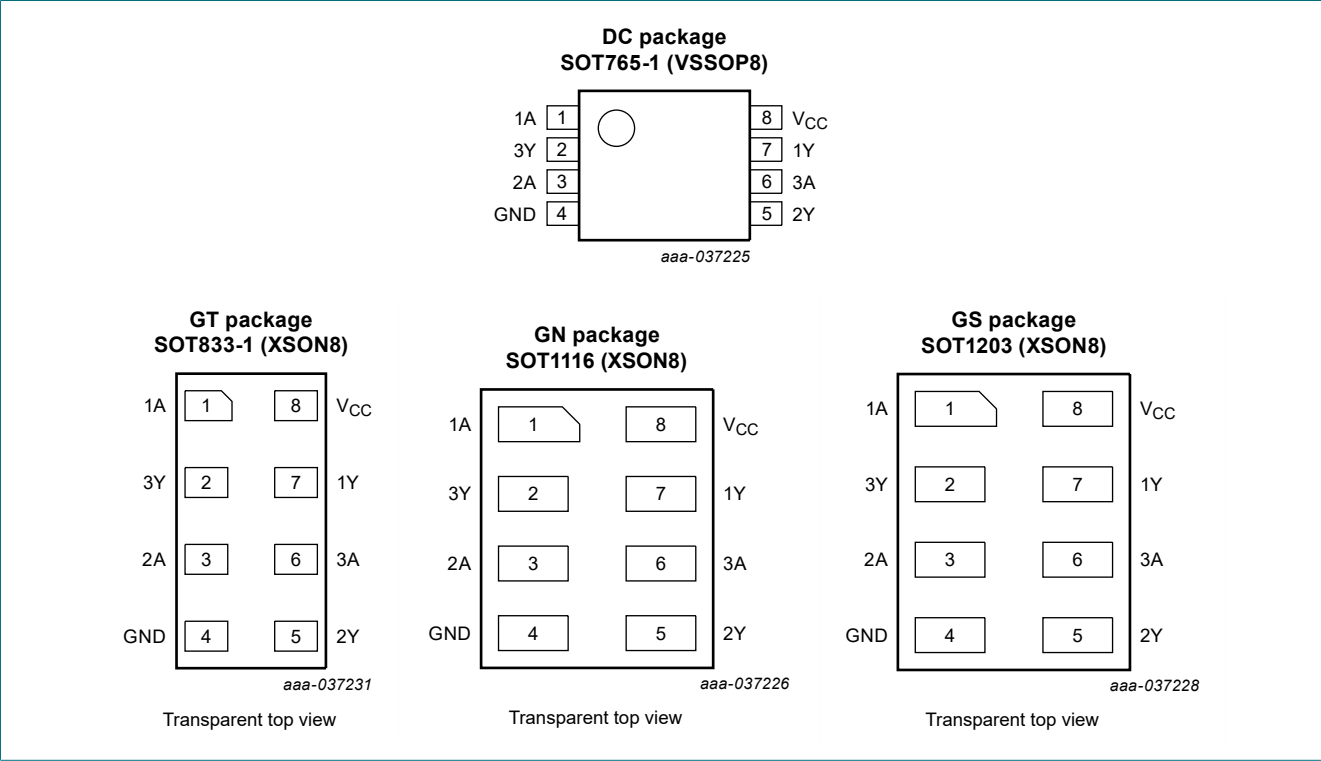 DC package
SOT765-1 (VSSOP8)
1A 1 8 VCC
3Y 2 7 1Y
2A 3 6 3A
GND 4 5 2Y
aaa-037225
GT package
SOT833-1 (XSON8)
1A 1 8 VCC
3Y 2 7 1Y
2A 3 6 3A
GND 4 5 2Y
aaa-037231
Transparent top view
GN package
SOT1116 (XSON8)
1A 1 8 VCC
3Y 2 7 1Y
2A 3 6 3A
GND 4 5 2Y
aaa-037226
Transparent top view
GS package
SOT1203 (XSON8)
1A 1 8 VCC
3Y 2 7 1Y
2A 3 6 3A
GND 4 5 2Y
aaa-037228
Transparent top view